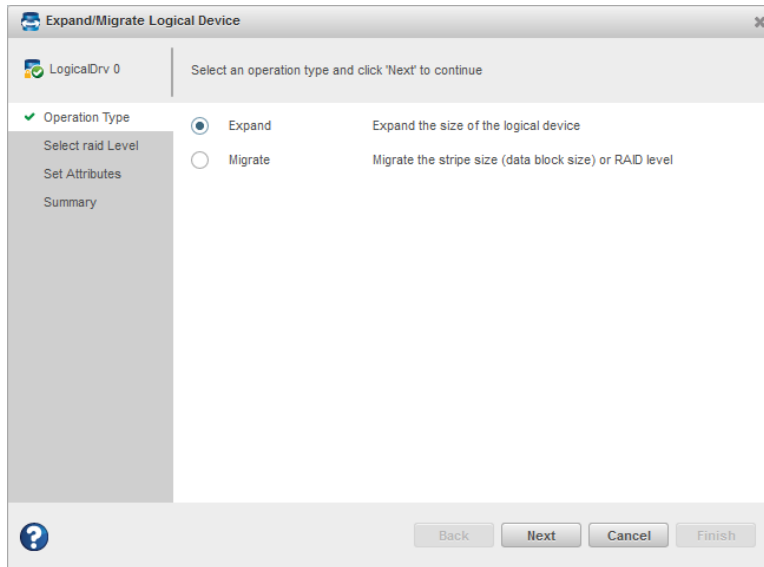 Expand/Migrate Logical Device
LogicalDrv 0
Select an operation type and click 'Next' to continue
Operation Type
Select raid Level
Set Attributes
Summary
Expand Expand the size of the logical device
Migrate Migrate the stripe size (data block size) or RAID level
?
Back Next Cancel Finish